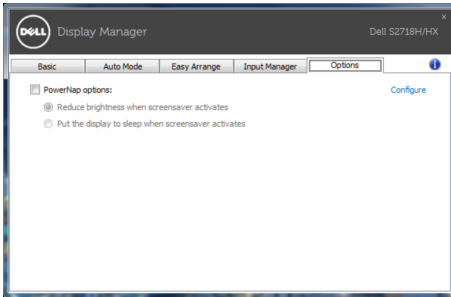 x
DELL Display Manager Dell S2718H/HX
Basic Auto Mode Easy Arrange Input Manager Options i
PowerNap options: Configure
Reduce brightness when screensaver activates
Put the display to sleep when screensaver activates